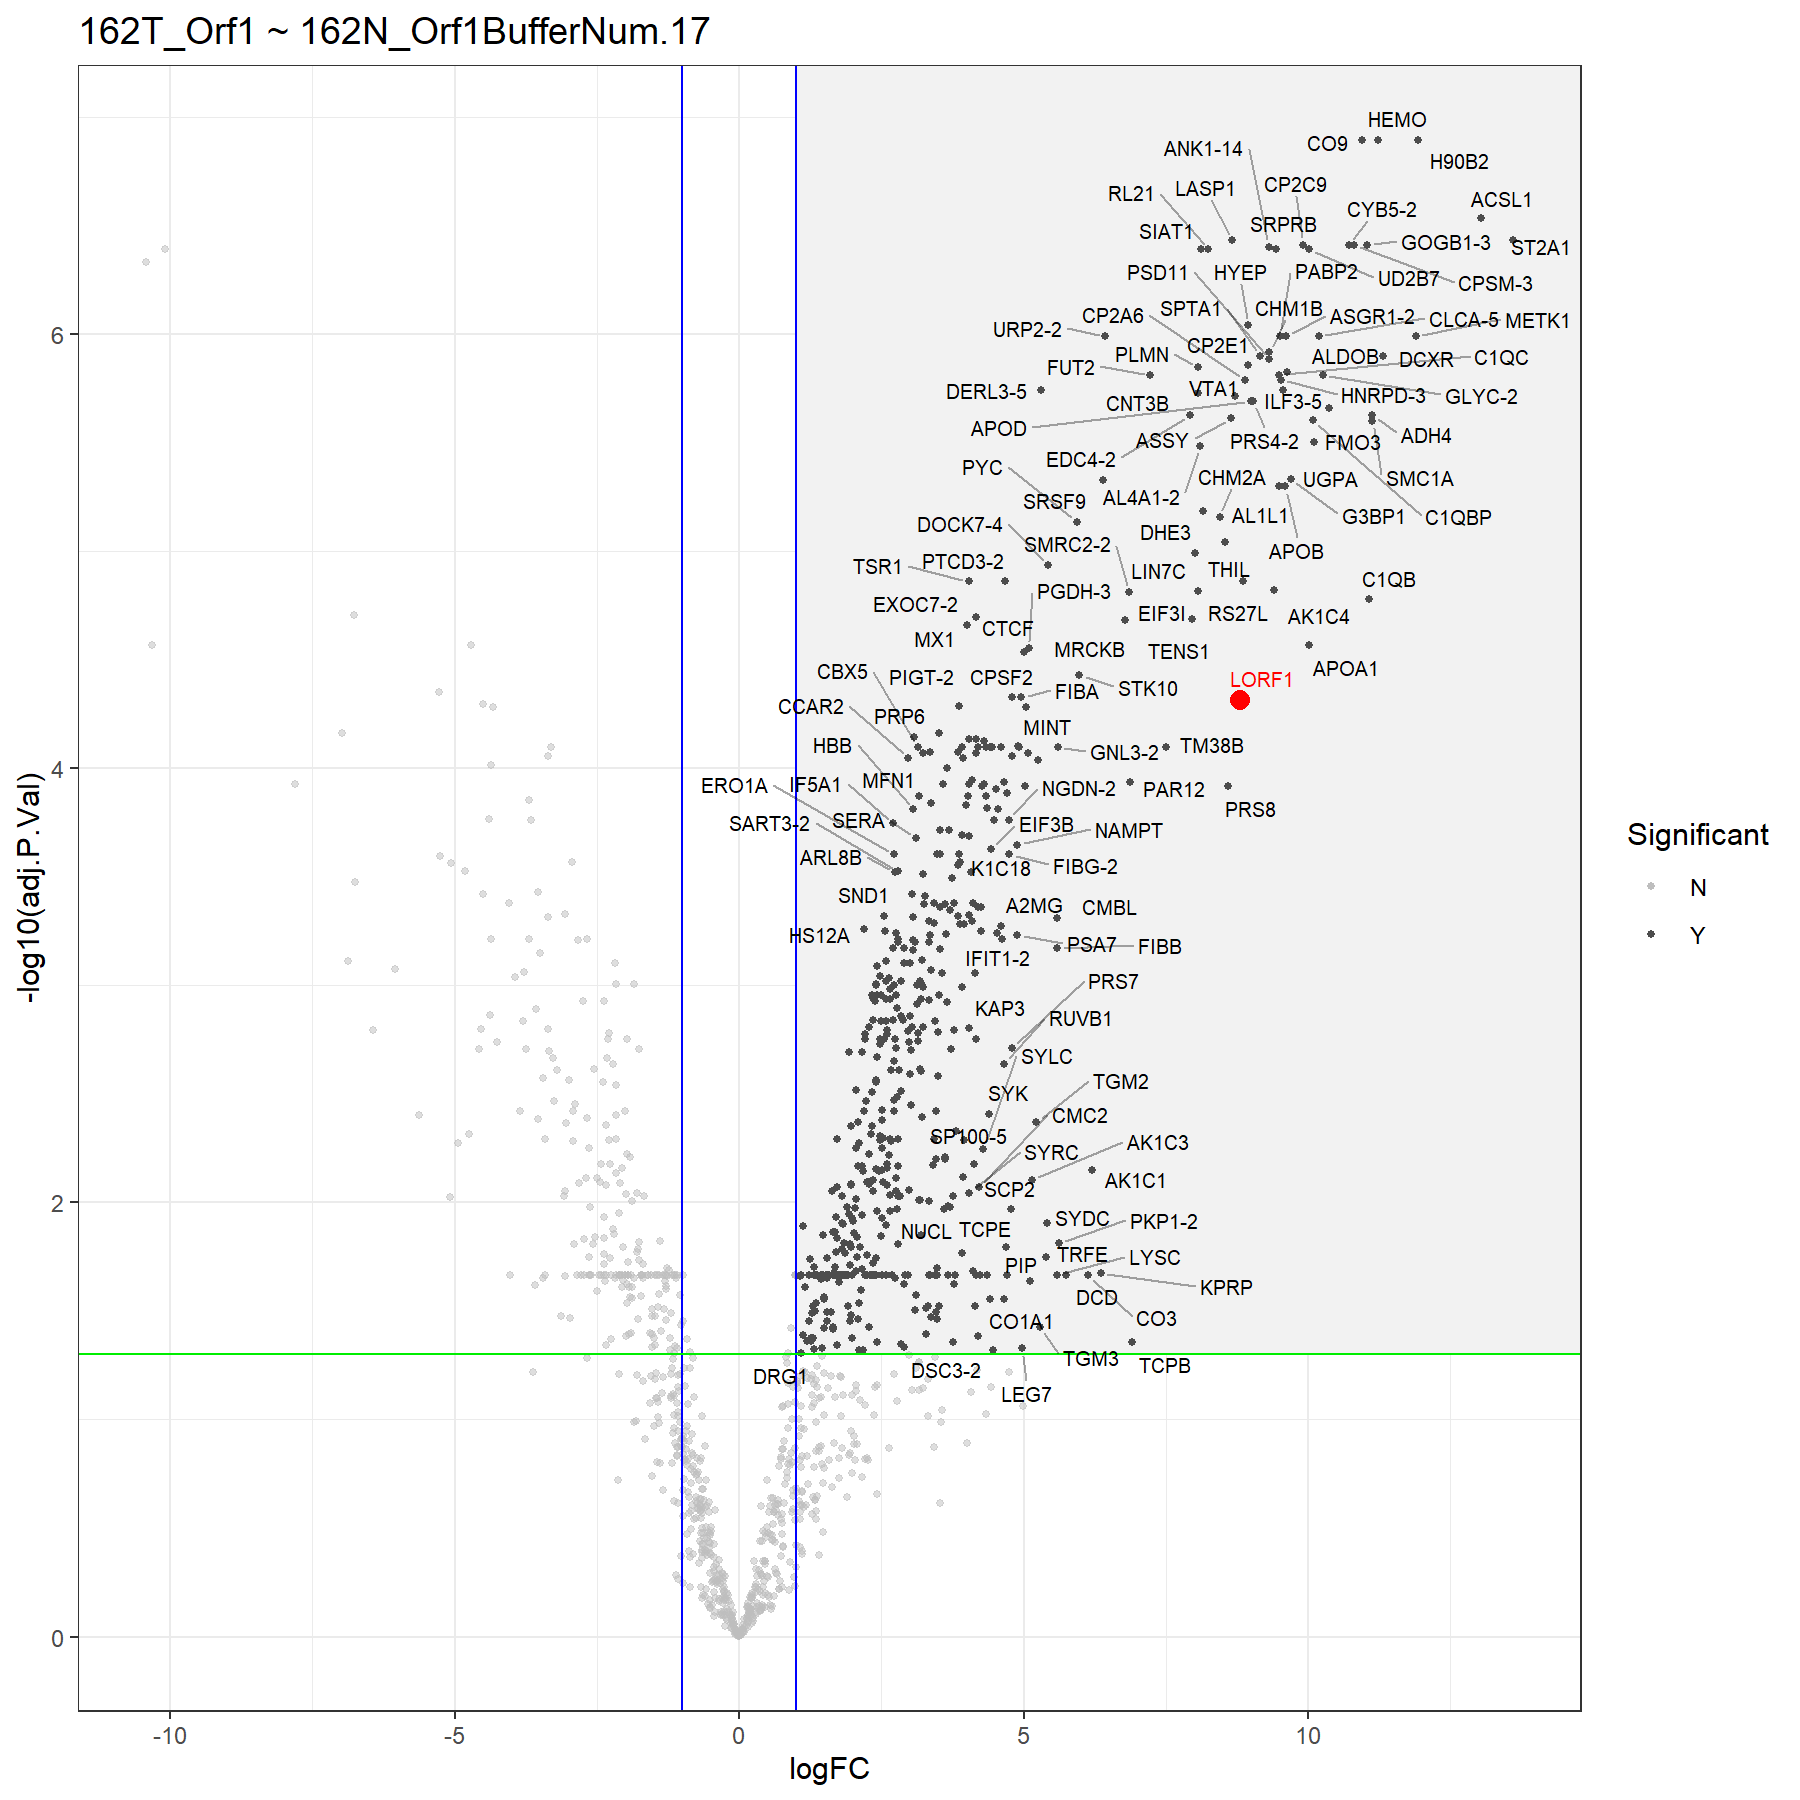 162T_Orf1 ~ 162N_Orf1BufferNum.17
HEMO
CO9
ANK1-14
H90B2
CP2C9
LASP1
RL21
ACSL1
CYB5-2
SRPRB
SIAT1
GOGB1-3
ST2A1
PSD11
HYEP
PABP2
UD2B7
CPSM-3
SPTA1
CHM1B
CP2A6
ASGR1-2
CLCA-5
METK1
URP2-2
CP2E1
PLMN
ALDOB
DCXR
C1QC
FUT2
VTA1
DERL3-5
HNRPD-3
GLYC-2
CNT3B
ILF3-5
APOD
ASSY
PRS4-2
FMO3
ADH4
EDC4-2
PYC
CHM2A
UGPA
SMC1A
AL4A1-2
SRSF9
AL1L1
G3BP1
C1QBP
DOCK7-4
DHE3
SMRC2-2
APOB
TSR1
PTCD3-2
LIN7C
THIL
C1QB
PGDH-3
EXOC7-2
EIF3I
RS27L
AK1C4
CTCF
MX1
MRCKB
TENS1
APOA1
CBX5
PIGT-2
CPSF2
LORF1
FIBA
STK10
CCAR2
PRP6
MINT
HBB
GNL3-2
TM38B
ERO1A
IF5A1
MFN1
NGDN-2
PAR12
PRS8
SART3-2
SERA
EIF3B
NAMPT
ARL8B
K1C18
FIBG-2
SND1
A2MG
CMBL
HS12A
PSA7
FIBB
IFIT1-2
PRS7
KAP3
RUVB1
SYLC
TGM2
SYK
CMC2
SP100-5
AK1C3
SYRC
AK1C1
SCP2
SYDC
PKP1-2
NUCL
TCPE
TRFE
LYSC
PIP
KPRP
DCD
CO3
CO1A1
TGM3
TCPB
DRG1
DSC3-2
LEG7
6
4
2
0
-10
-5
0
5
10
logFC
-log10(adj.P.Val)
Significant
N
Y